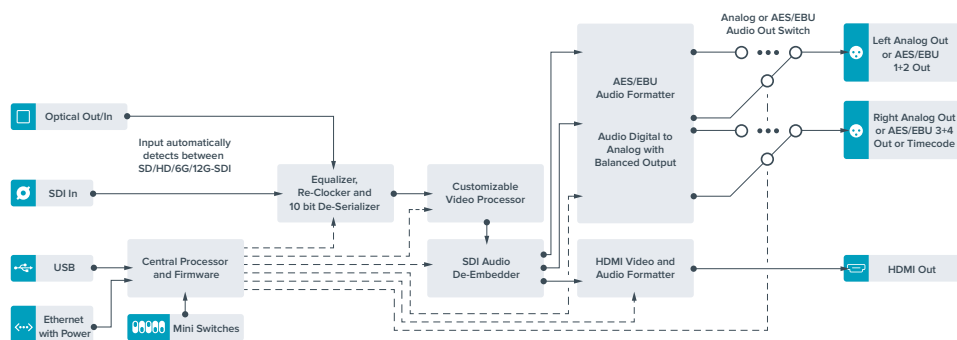 Analog or AES/EBU
Audio Out Switch
Left Analog Out
or AES/EBU
1+2 Out
AES/EBU
Audio Formatter
Optical Out/In
Right Analog Out
or AES/EBU 3+4
Out or Timecode
Input automatically
detects between
SD/HD/6G/12G-SDI
Audio Digital to
Analog with
Balanced Output
SDI In
Equalizer,
Re-Clocker and
10 bit De-Serializer
Customizable
Video Processor
USB
Central Processor
and Firmware
SDI Audio
De-Embedder
HDMI Video and
Audio Formatter
HDMI Out
Ethernet
with Power
Mini Switches